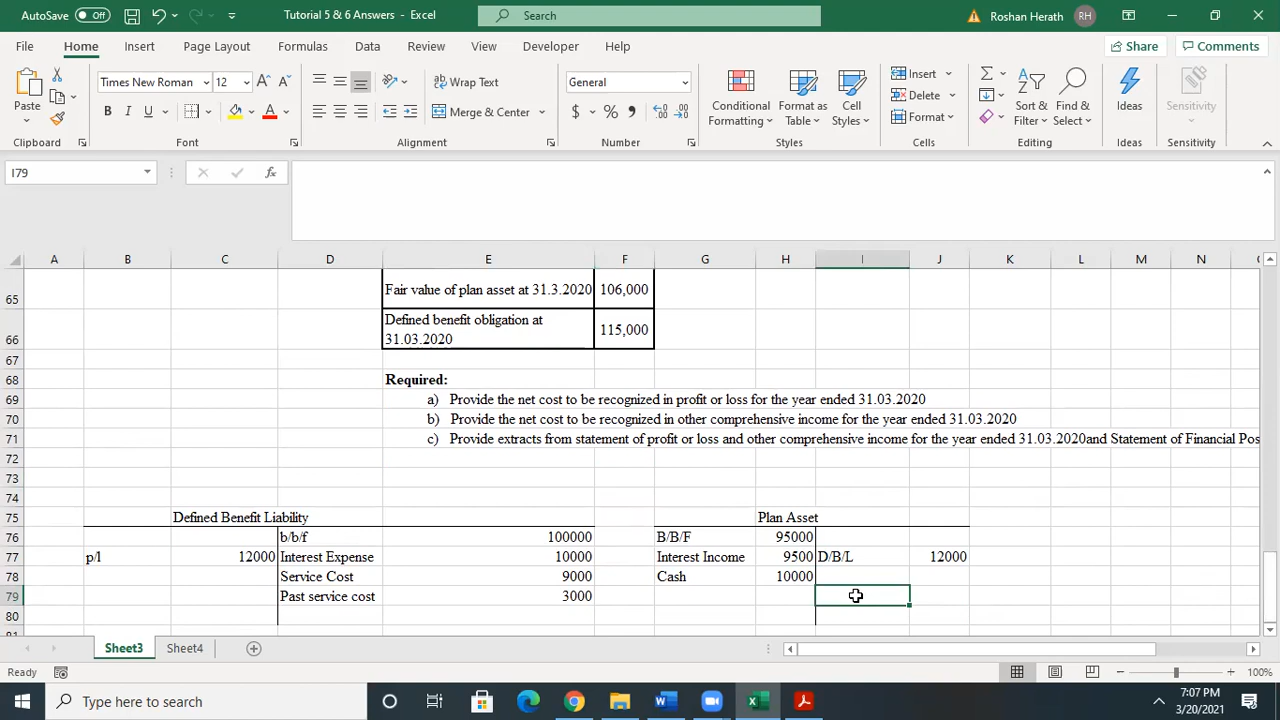 AutoSave Off Tutorial 5 & 6 Answers - Excel Search Roshan Herath RH
File Home Insert Page Layout Formulas Data Review View Developer Help Share Comments
Paste Times New Roman 12 A A Wrap Text General Insert
B I U A Merge & Center $ % Conditional Formatting Format as Table Cell Styles Delete Format Sort & Filter Find & Select Ideas Sensitivity
Clipboard Font Alignment Number Styles Cells Editing Ideas Sensitivity
I79 fx
A B C D E F G H I J K L M N
65 Fair value of plan asset at 31.3.2020 106,000
66 Defined benefit obligation at 31.03.2020 115,000
67
68 Required:
69 a) Provide the net cost to be recognized in profit or loss for the year ended 31.03.2020
70 b) Provide the net cost to be recognized in other comprehensive income for the year ended 31.03.2020
71 c) Provide extracts from statement of profit or loss and other comprehensive income for the year ended 31.03.2020and Statement of Financial Pos
72
73
74
75 Defined Benefit Liability Plan Asset
76 b/b/f 100000 B/B/F 95000
77 p/l 12000 Interest Expense 10000 Interest Income 9500 D/B/L 12000
78 Service Cost 9000 Cash 10000
79 Past service cost 3000
80
Sheet3 Sheet4
Ready 100%
Type here to search 7:07 PM
3/20/2021